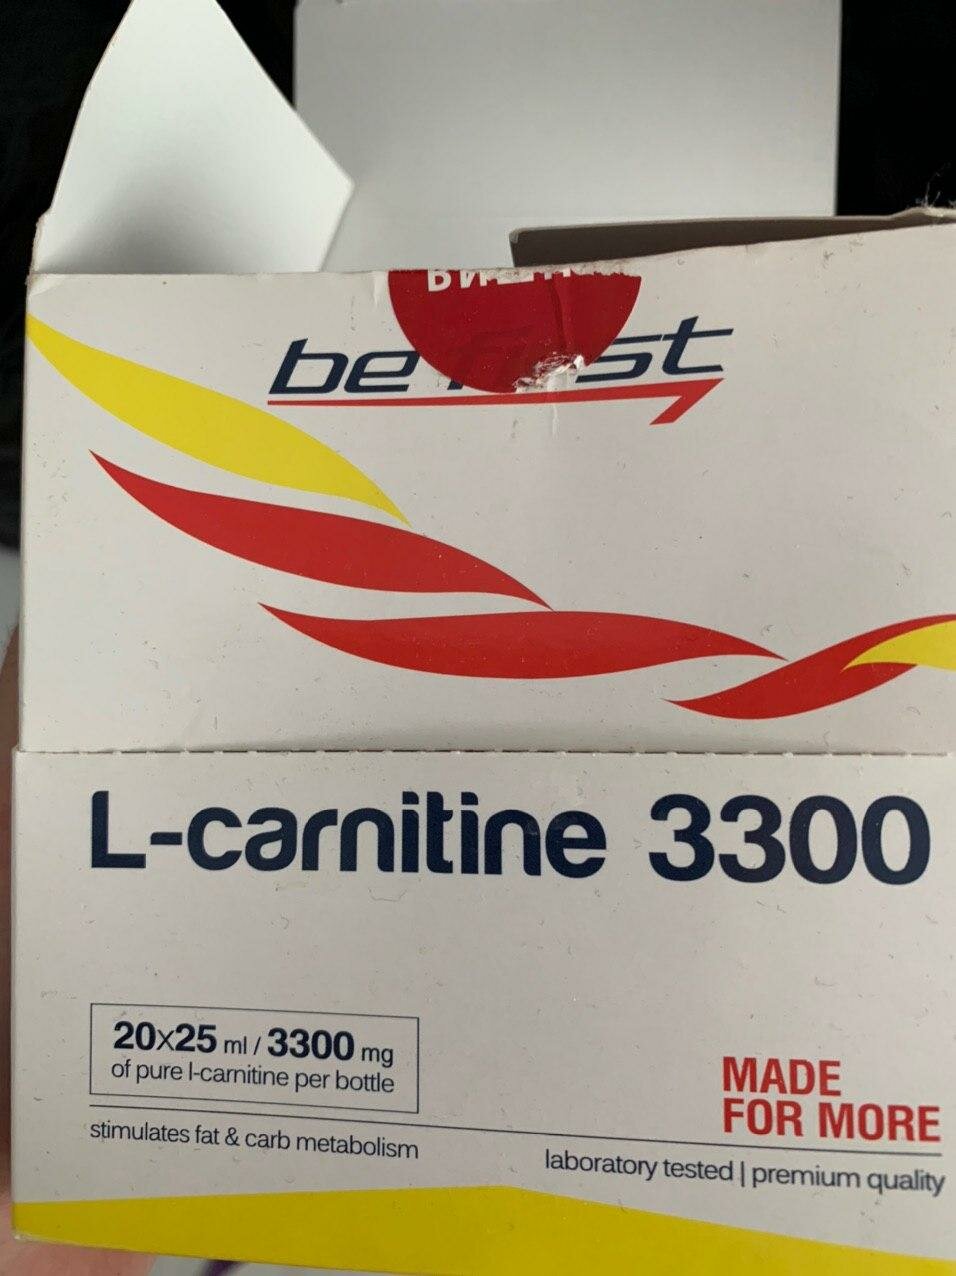 be first
L-carnitine 3300
20x25 ml / 3300 mg
of pure l-carnitine per bottle
stimulates fat & carb metabolism
MADE
FOR MORE
laboratory tested | premium quality